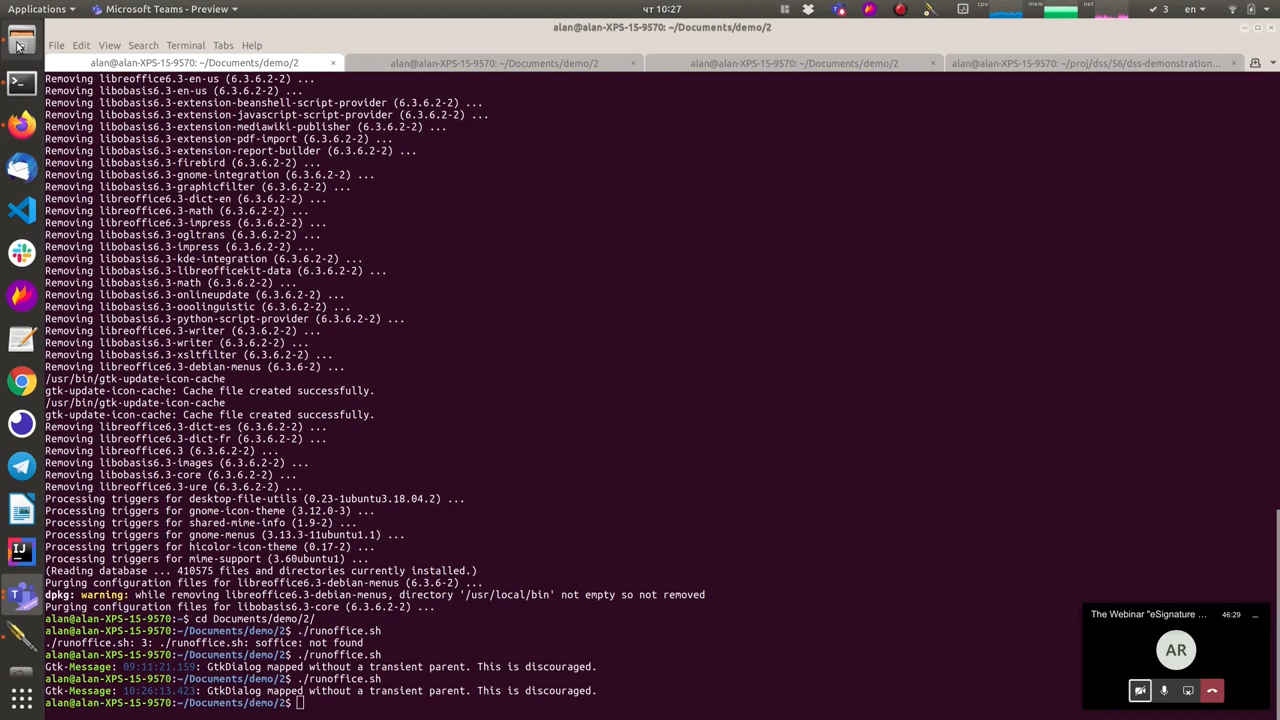 Applications
Microsoft Teams - Preview
чт 10:27
cpu
mem
net
3
en
alan@alan-XPS-15-9570: ~/Documents/demo/2
File Edit View Search Terminal Tabs Help
alan@alan-XPS-15-9570: ~/Documents/demo/2
alan@alan-XPS-15-9570: ~/Documents/demo/2
alan@alan-XPS-15-9570: ~/Documents/demo/2
alan@alan-XPS-15-9570: ~/proj/dss/56/dss-demonstration...
Removing libreoffice6.3-en-us (6.3.6.2-2) ...
Removing libobasis6.3-en-us (6.3.6.2-2) ...
Removing libobasis6.3-extension-beanshell-script-provider (6.3.6.2-2) ...
Removing libobasis6.3-extension-javascript-script-provider (6.3.6.2-2) ...
Removing libobasis6.3-extension-mediawiki-publisher (6.3.6.2-2) ...
Removing libobasis6.3-extension-pdf-import (6.3.6.2-2) ...
Removing libobasis6.3-extension-report-builder (6.3.6.2-2) ...
Removing libobasis6.3-firebird (6.3.6.2-2) ...
Removing libobasis6.3-gnome-integration (6.3.6.2-2) ...
Removing libobasis6.3-graphicfilter (6.3.6.2-2) ...
Removing libreoffice6.3-dict-en (6.3.6.2-2) ...
Removing libreoffice6.3-math (6.3.6.2-2) ...
Removing libreoffice6.3-impress (6.3.6.2-2) ...
Removing libobasis6.3-ogltrans (6.3.6.2-2) ...
Removing libobasis6.3-impress (6.3.6.2-2) ...
Removing libobasis6.3-kde-integration (6.3.6.2-2) ...
Removing libobasis6.3-librelofficekit-data (6.3.6.2-2) ...
Removing libobasis6.3-math (6.3.6.2-2) ...
Removing libobasis6.3-onlineupdate (6.3.6.2-2) ...
Removing libobasis6.3-ooolinguistic (6.3.6.2-2) ...
Removing libobasis6.3-python-script-provider (6.3.6.2-2) ...
Removing libreoffice6.3-writer (6.3.6.2-2) ...
Removing libobasis6.3-writer (6.3.6.2-2) ...
Removing libobasis6.3-xsltfilter (6.3.6.2-2) ...
Removing libreoffice6.3-debian-menus (6.3.6-2) ...
/usr/bin/gtk-update-icon-cache
gtk-update-icon-cache: Cache file created successfully.
/usr/bin/gtk-update-icon-cache
gtk-update-icon-cache: Cache file created successfully.
Removing libreoffice6.3-dict-es (6.3.6.2-2) ...
Removing libreoffice6.3-dict-fr (6.3.6.2-2) ...
Removing libreoffice6.3 (6.3.6.2-2) ...
Removing libobasis6.3-images (6.3.6.2-2) ...
Removing libobasis6.3-core (6.3.6.2-2) ...
Removing libreoffice6.3-ure (6.3.6.2-2) ...
Processing triggers for desktop-file-utils (0.23-1ubuntu3.18.04.2) ...
Processing triggers for gnome-icon-theme (3.12.0-3) ...
Processing triggers for shared-mime-info (1.9-2) ...
Processing triggers for gnome-menus (3.13.3-11ubuntu1.1) ...
Processing triggers for hicolor-icon-theme (0.17-2) ...
Processing triggers for mime-support (3.60ubuntu1) ...
(Reading database ... 410575 files and directories currently installed.)
Purging configuration files for libreoffice6.3-debian-menus (6.3.6-2) ...
dpkg: warning: while removing libreoffice6.3-debian-menus, directory '/usr/local/bin' not empty so not removed
Purging configuration files for libobasis6.3-core (6.3.6.2-2) ...
alan@alan-XPS-15-9570:~$ cd Documents/demo/2/
alan@alan-XPS-15-9570:~/Documents/demo/2$ ./runoffice.sh
./runoffice.sh: 3: ./runoffice.sh: soffice: not found
alan@alan-XPS-15-9570:~/Documents/demo/2$ ./runoffice.sh
Gtk-Message: 09:11:21.159: GtkDialog mapped without a transient parent. This is discouraged.
alan@alan-XPS-15-9570:~/Documents/demo/2$ ./runoffice.sh
Gtk-Message: 10:26:13.423: GtkDialog mapped without a transient parent. This is discouraged.
alan@alan-XPS-15-9570:~/Documents/demo/2$
The Webinar "eSignature ...
46:29
AR